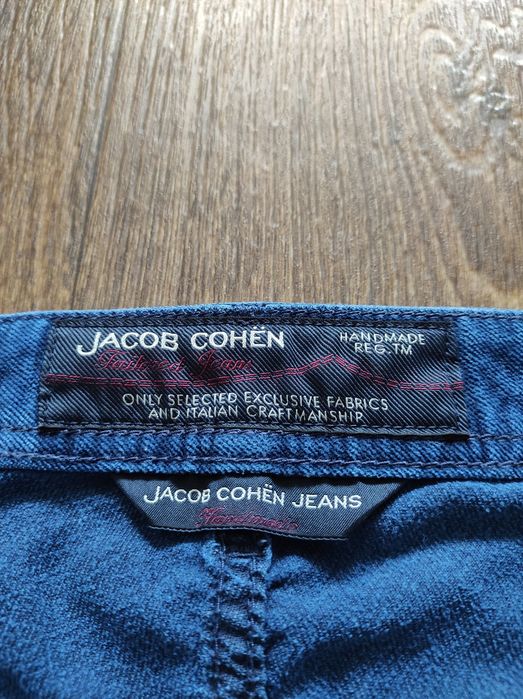 JACOB COHËN
HANDMADE
REG.TM
Tailored Jeans
ONLY SELECTED EXCLUSIVE FABRICS
AND ITALIAN CRAFTMANSHIP
JACOB COHËN JEANS
Handmade